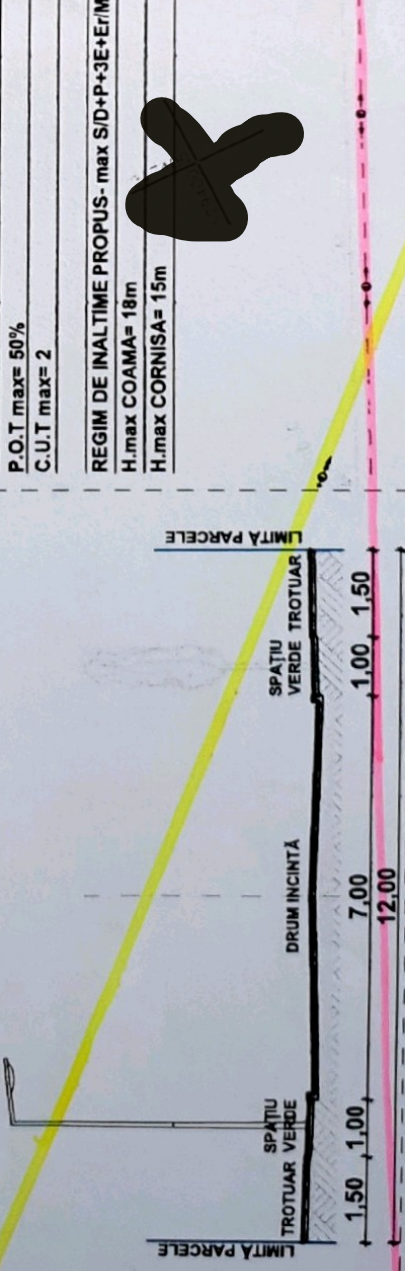 P.O.T max= 50%
C.U.T max= 2
REGIM DE INALTIME PROPUS- max S/D+P+3E+Er/M
H.max COAMA= 18m
H.max CORNISA= 15m
LIMITĂ PARCELE
LIMITĂ PARCELE
TROTUAR
SPAȚIU
VERDE
DRUM INCINTĂ
SPAȚIU
VERDE
TROTUAR
1,50
1,00
7,00
1,00
1,50
12,00